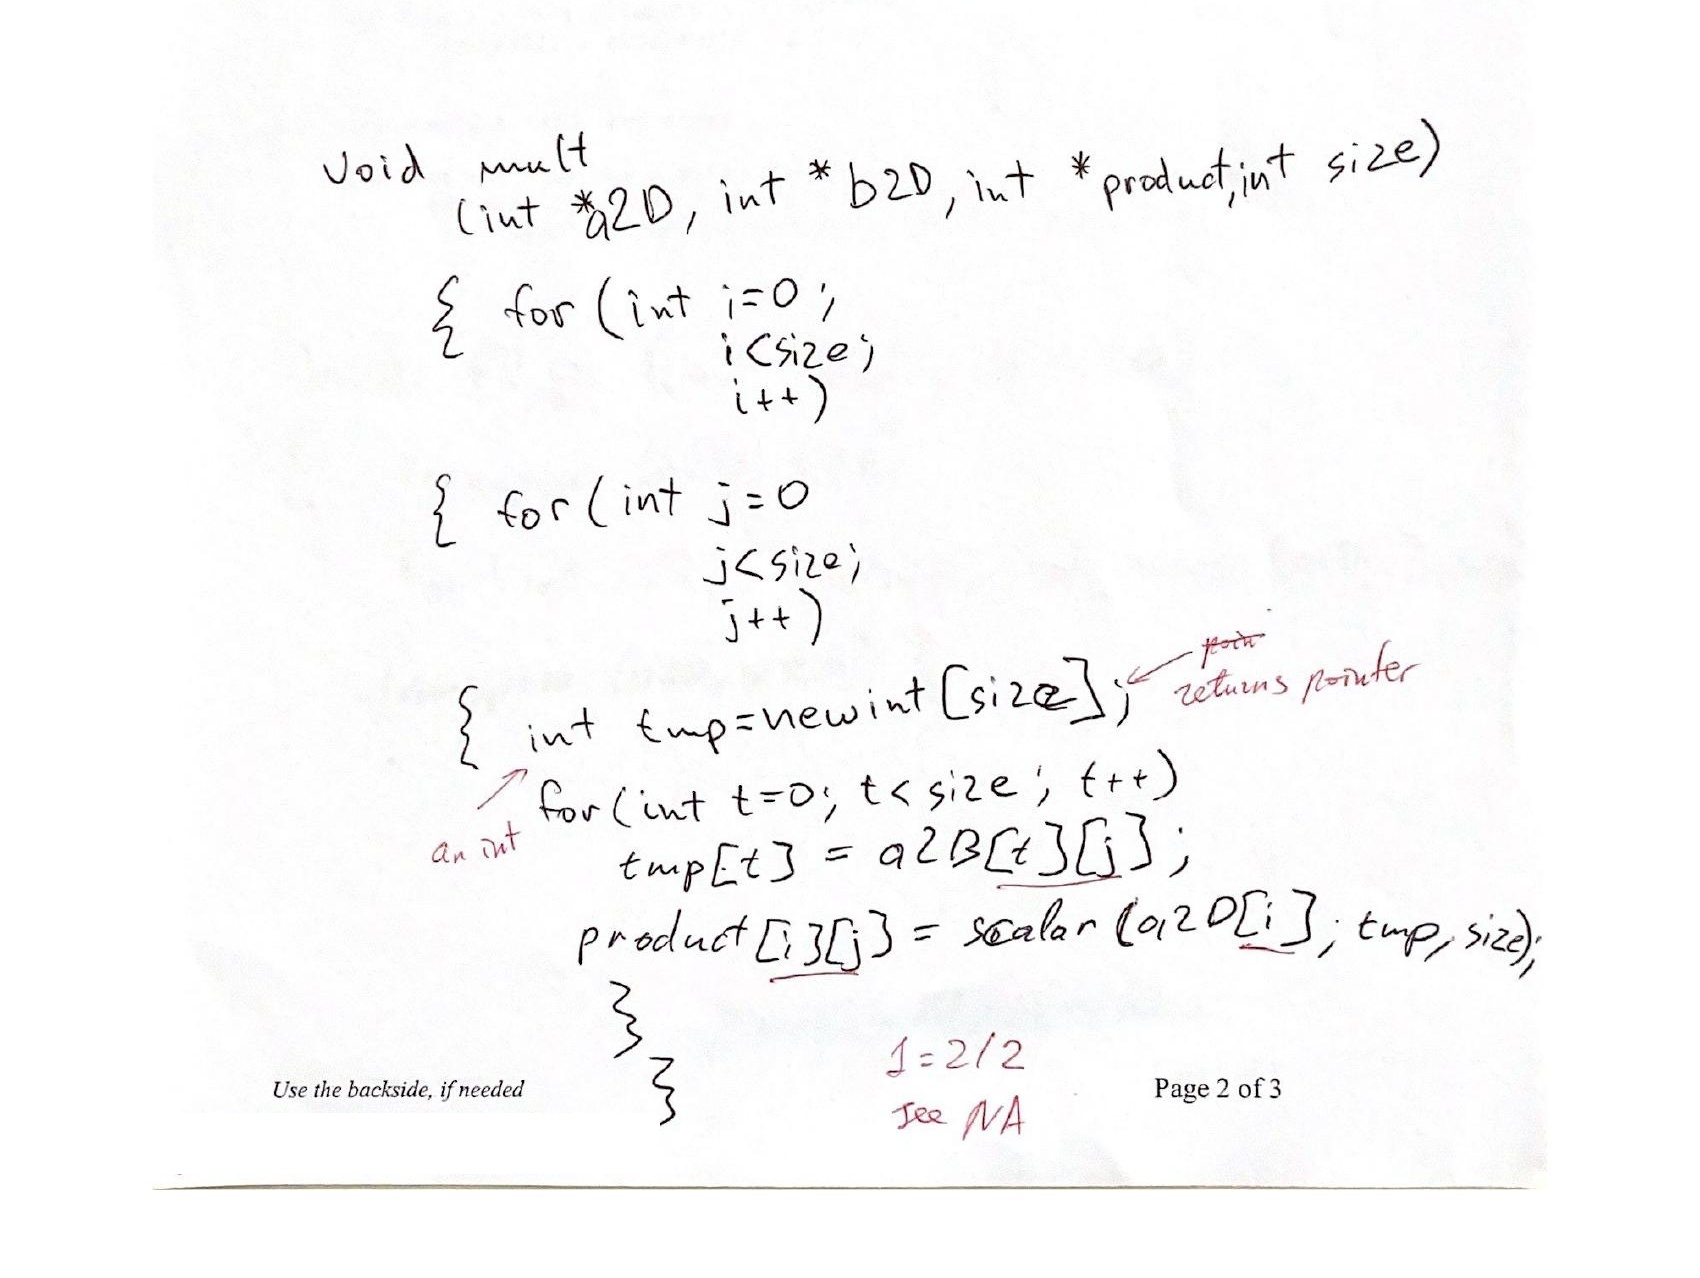 void mult
(int *a2D, int *b2D, int *product, int size)
{ for (int i=0;
i<size;
i++)
{ for (int j=0
j<size;
j++)
poin
returns pointer
{ int tmp=new int [size];
an int
for (int t=0; t<size; t++)
tmp[t] = a2B[t][j];
product[i][j] = scalar (a2D[i]; tmp, size);
}
}
1=2/2
see NA
Use the backside, if needed
Page 2 of 3